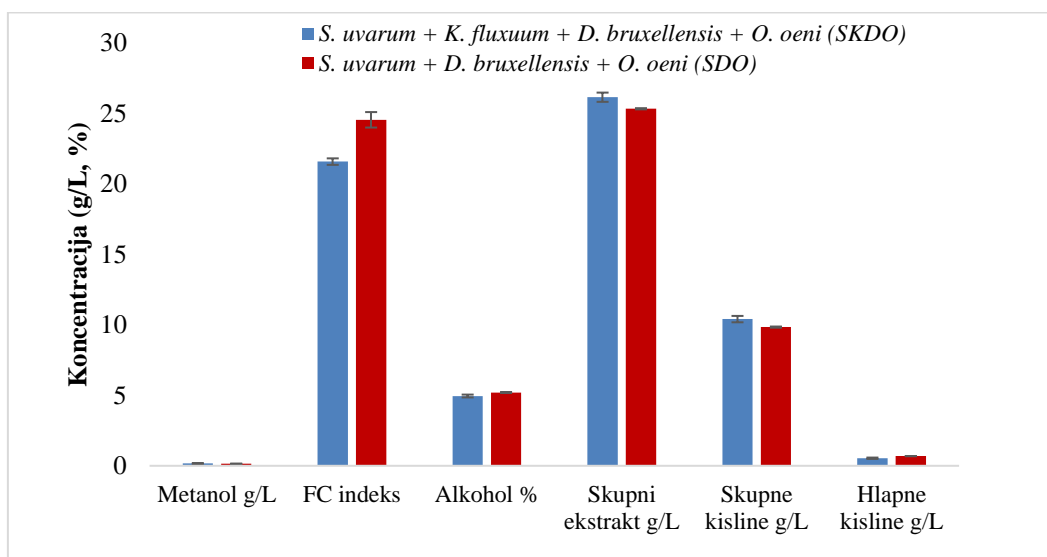 S. uvarum + K. fluxuum + D. bruxellensis + O. oeni (SKDO)
S. uvarum + D. bruxellensis + O. oeni (SDO)
Koncentracija (g/L, %)
30
25
20
15
10
5
0
Metanol g/L
FC indeks
Alkohol %
Skupni
ekstrakt g/L
Skupne
kisline g/L
Hlapne
kisline g/L